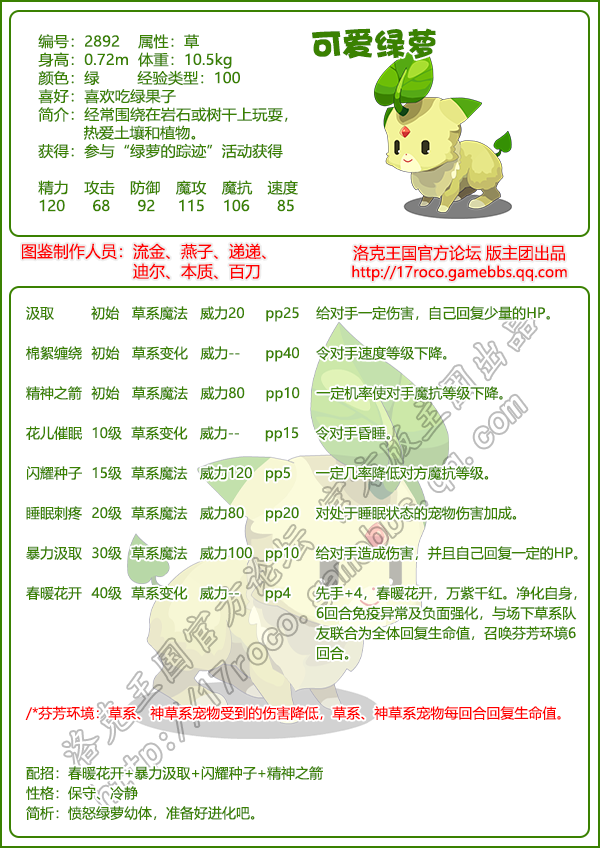 可爱绿萝
编号：2892 属性：草
身高：0.72m 体重：10.5kg
颜色：绿 经验类型：100
喜好：喜欢吃绿果子
简介：经常围绕在岩石或树干上玩耍，
热爱土壤和植物。
获得：参与“绿萝的踪迹”活动获得
精力 攻击 防御 魔攻 魔抗 速度
120 68 92 115 106 85
图鉴制作人员：流金、燕子、递递、
迪尔、本质、百刀
洛克王国官方论坛 版主团出品
http://17roco.gamebbs.qq.com
汲取 初始 草系魔法 威力20 pp25 给对手一定伤害，自己回复少量的HP。
棉絮缠绕 初始 草系变化 威力-- pp40 令对手速度等级下降。
精神之箭 初始 草系魔法 威力80 pp10 一定机率使对手魔抗等级下降。
花儿催眠 10级 草系变化 威力-- pp15 令对手昏睡。
闪耀种子 15级 草系魔法 威力120 pp5 一定几率降低对方魔抗等级。
睡眠刺疼 20级 草系魔法 威力80 pp20 对处于睡眠状态的宠物伤害加成。
暴力汲取 30级 草系魔法 威力100 pp10 给对手造成伤害，并且自己回复一定的HP。
春暖花开 40级 草系变化 威力-- pp4 先手+4，春暖花开，万紫千红。净化自身，
6回合免疫异常及负面强化，与场下草系队
友联合为全体回复生命值，召唤芬芳环境6
回合。
/*芬芳环境：草系、神草系宠物受到的伤害降低，草系、神草系宠物每回合回复生命值。
配招：春暖花开+暴力汲取+闪耀种子+精神之箭
性格：保守、冷静
简析：愤怒绿萝幼体，准备好进化吧。
洛克王国官方论坛 官方版主团出品
http://17roco.gamebbs.qq.com